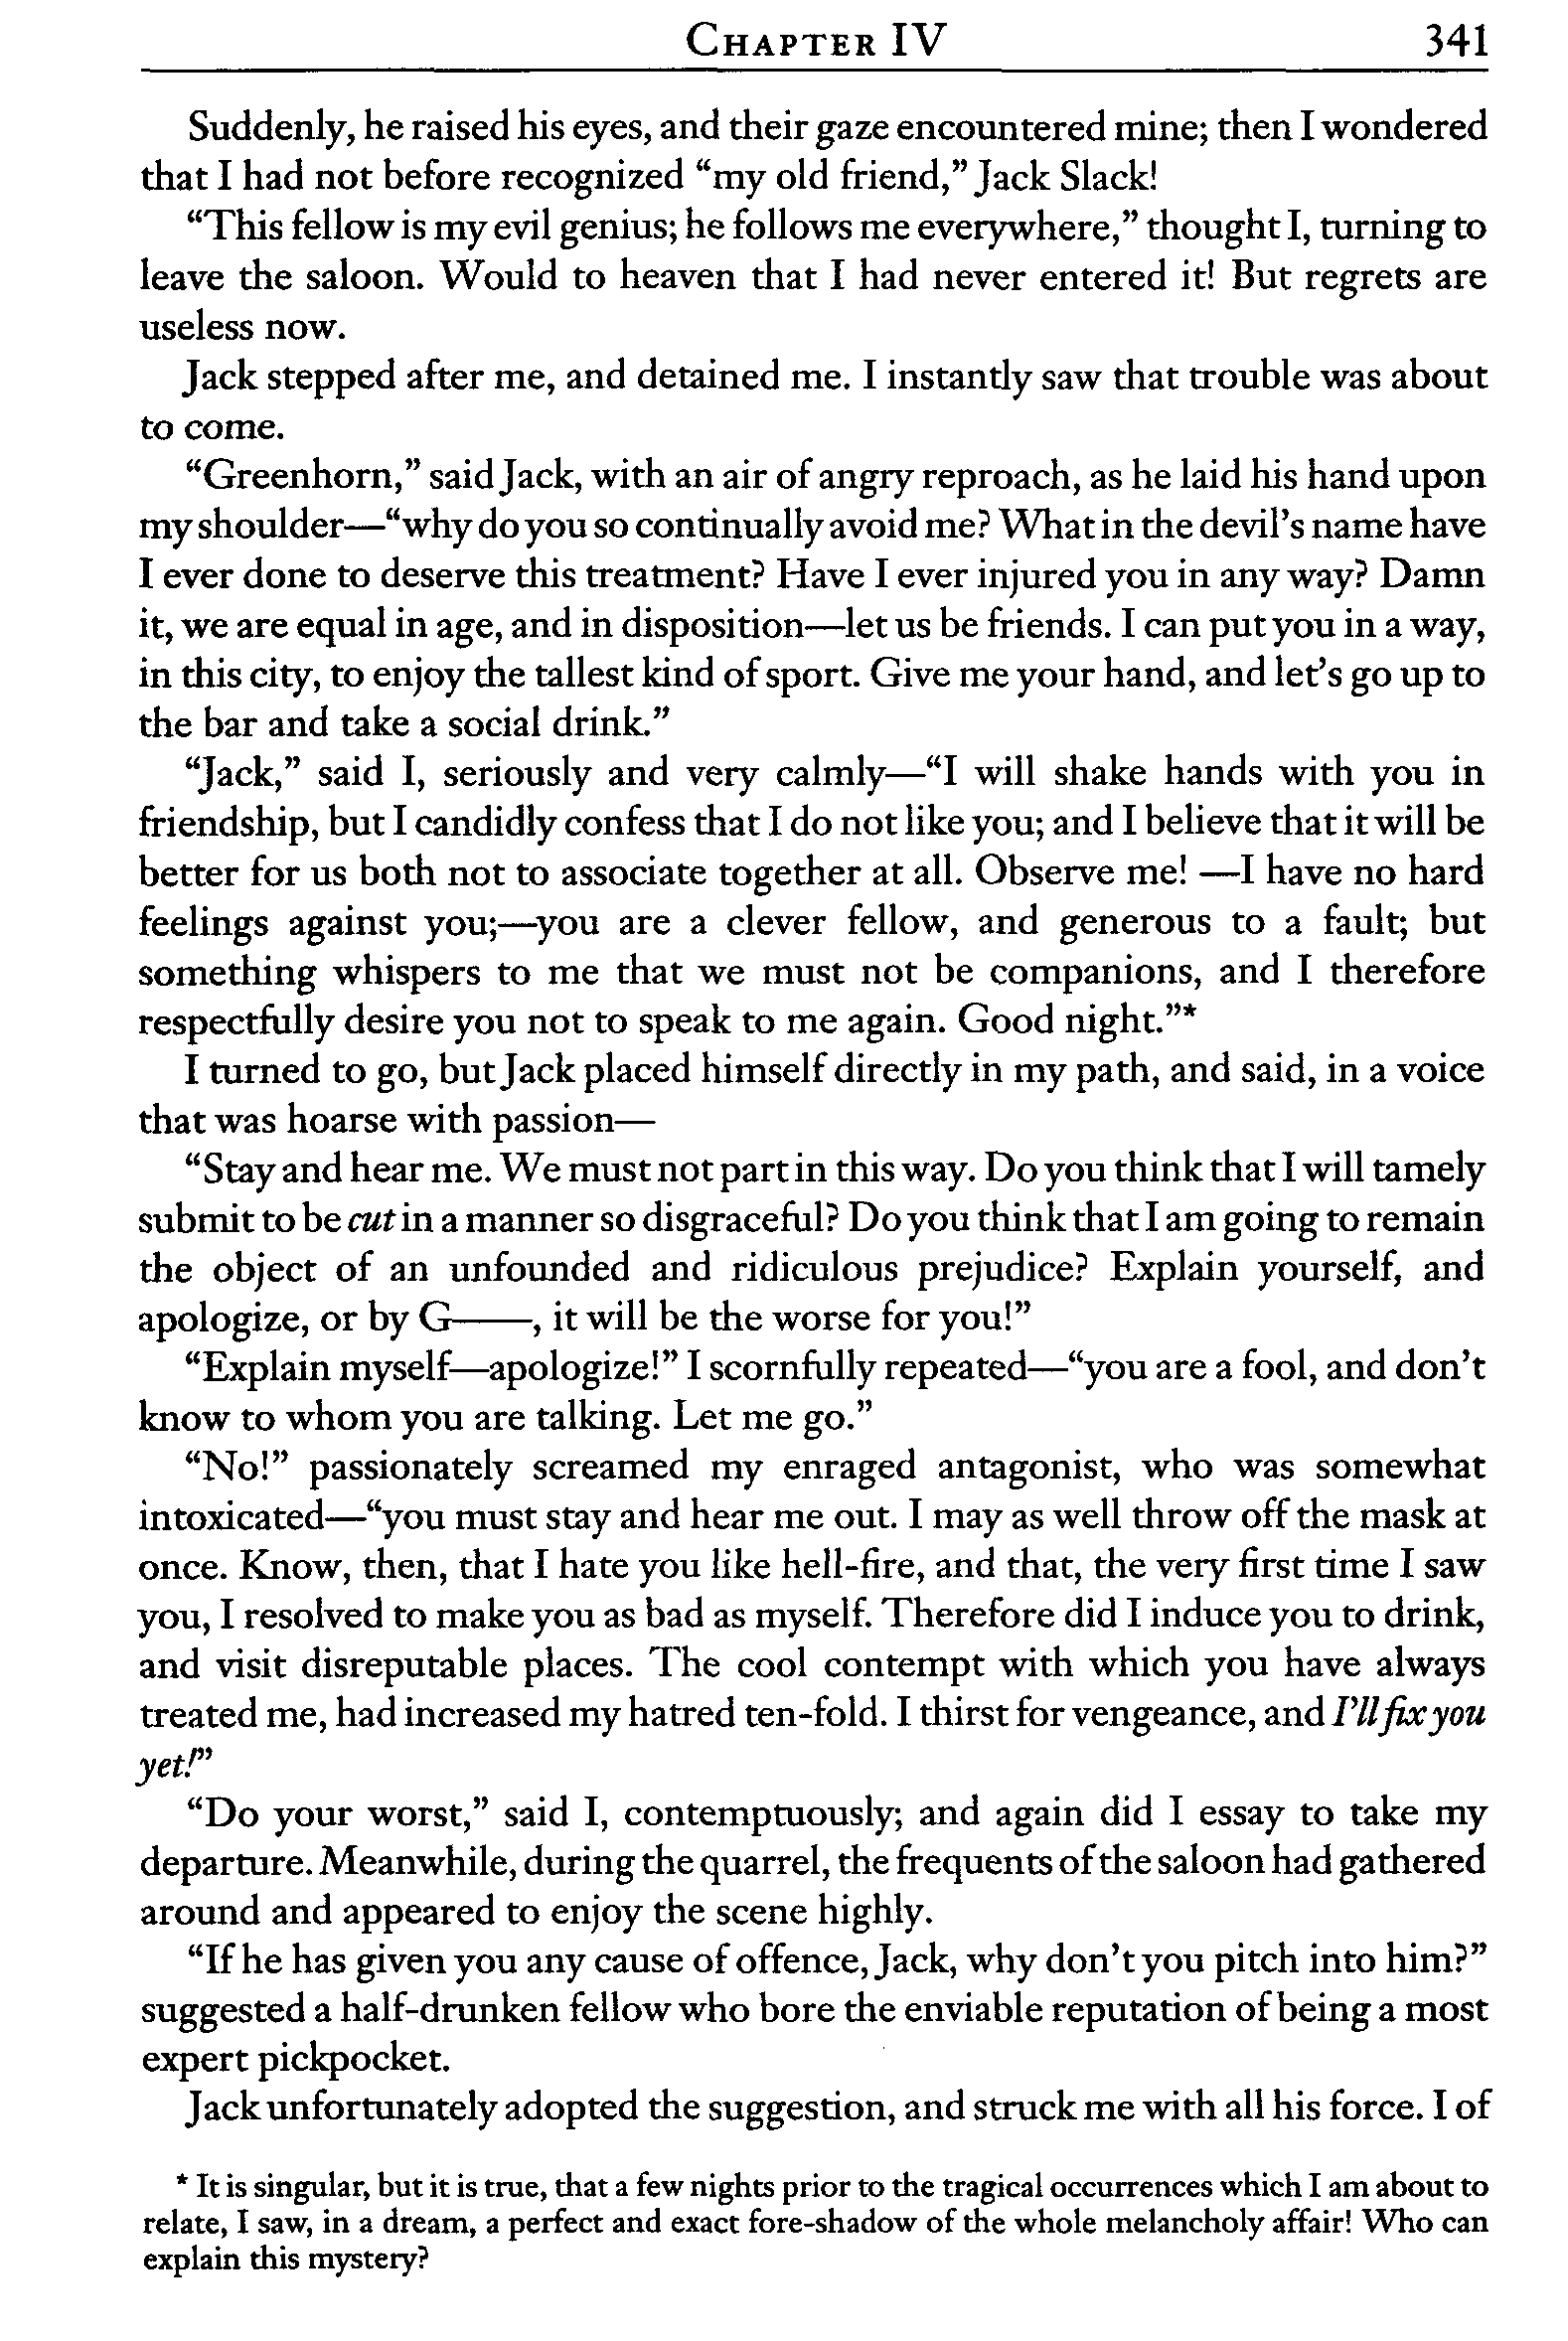 CHAPTER IV 341
Suddenly, he raised his eyes, and their gaze encountered mine; then I wondered
that I had not before recognized “my old friend,” Jack Slack!
“This fellow is my evil genius; he follows me everywhere,” thought I, turning to
leave the saloon. Would to heaven that I had never entered it! But regrets are
useless now.
Jack stepped after me, and detained me. I instantly saw that trouble was about
to come.
“Greenhorn,” said Jack, with an air of angry reproach, as he laid his hand upon
my shoulder—“why do you so continually avoid me? What in the devil’s name have
I ever done to deserve this treatment? Have I ever injured you in any way? Damn
it, we are equal in age, and in disposition—let us be friends. I can put you in a way,
in this city, to enjoy the tallest kind of sport. Give me your hand, and let’s go up to
the bar and take a social drink.”
“Jack,” said I, seriously and very calmly—“I will shake hands with you in
friendship, but I candidly confess that I do not like you; and I believe that it will be
better for us both not to associate together at all. Observe me! —I have no hard
feelings against you;—you are a clever fellow, and generous to a fault; but
something whispers to me that we must not be companions, and I therefore
respectfully desire you not to speak to me again. Good night.”*
I turned to go, but Jack placed himself directly in my path, and said, in a voice
that was hoarse with passion—
“Stay and hear me. We must not part in this way. Do you think that I will tamely
submit to be cut in a manner so disgraceful? Do you think that I am going to remain
the object of an unfounded and ridiculous prejudice? Explain yourself, and
apologize, or by G——, it will be the worse for you!”
“Explain myself—apologize!” I scornfully repeated—“you are a fool, and don’t
know to whom you are talking. Let me go.”
“No!” passionately screamed my enraged antagonist, who was somewhat
intoxicated—“you must stay and hear me out. I may as well throw off the mask at
once. Know, then, that I hate you like hell-fire, and that, the very first time I saw
you, I resolved to make you as bad as myself. Therefore did I induce you to drink,
and visit disreputable places. The cool contempt with which you have always
treated me, had increased my hatred ten-fold. I thirst for vengeance, and I’ll fix you
yet!”
“Do your worst,” said I, contemptuously; and again did I essay to take my
departure. Meanwhile, during the quarrel, the frequents of the saloon had gathered
around and appeared to enjoy the scene highly.
“If he has given you any cause of offence, Jack, why don’t you pitch into him?”
suggested a half-drunken fellow who bore the enviable reputation of being a most
expert pickpocket.
Jack unfortunately adopted the suggestion, and struck me with all his force. I of
* It is singular, but it is true, that a few nights prior to the tragical occurrences which I am about to
relate, I saw, in a dream, a perfect and exact fore-shadow of the whole melancholy affair! Who can
explain this mystery?